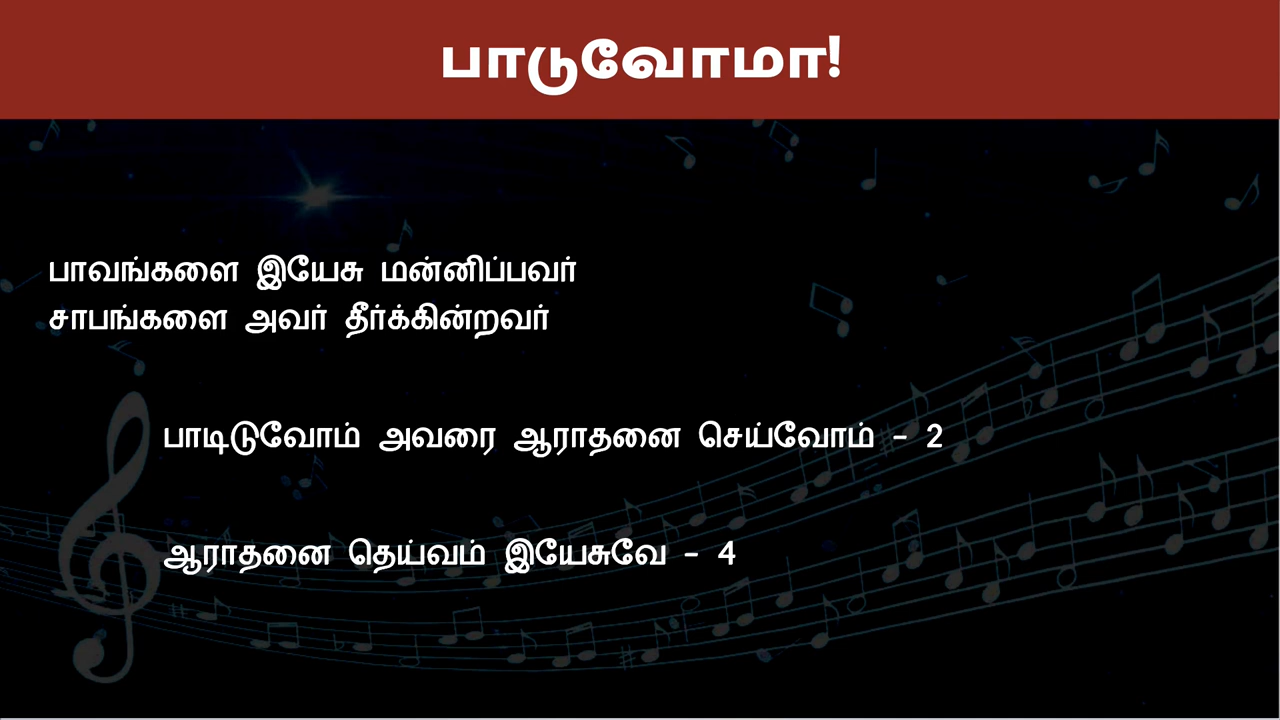 பாடுவோமா!
பாவங்களை இயேசு மன்னிப்பவர்
சாபங்களை அவர் தீர்க்கின்றவர்
பாடிடுவோம் அவரை ஆராதனை செய்வோம் - 2
ஆராதனை தெய்வம் இயேசுவே - 4